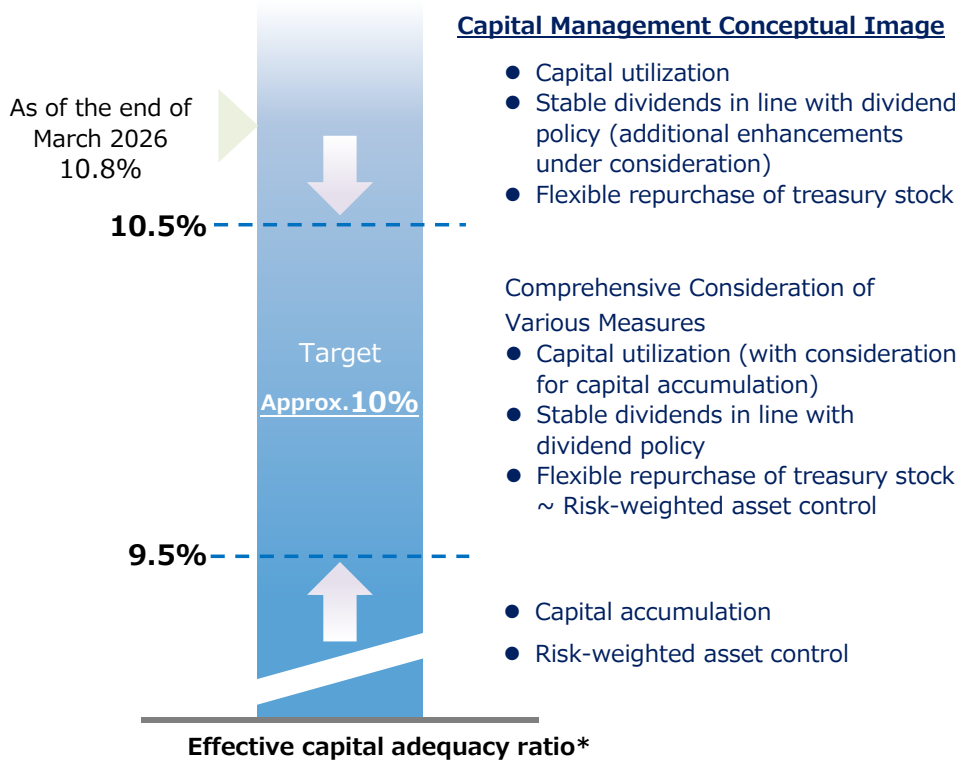 Capital Management Conceptual Image
● Capital utilization
● Stable dividends in line with dividend
policy (additional enhancements
under consideration)
● Flexible repurchase of treasury stock
As of the end of
March 2026
10.8%
10.5%
Comprehensive Consideration of
Various Measures
● Capital utilization (with consideration
for capital accumulation)
● Stable dividends in line with
dividend policy
● Flexible repurchase of treasury stock
~ Risk-weighted asset control
Target
Approx.10%
9.5%
● Capital accumulation
● Risk-weighted asset control
Effective capital adequacy ratio*